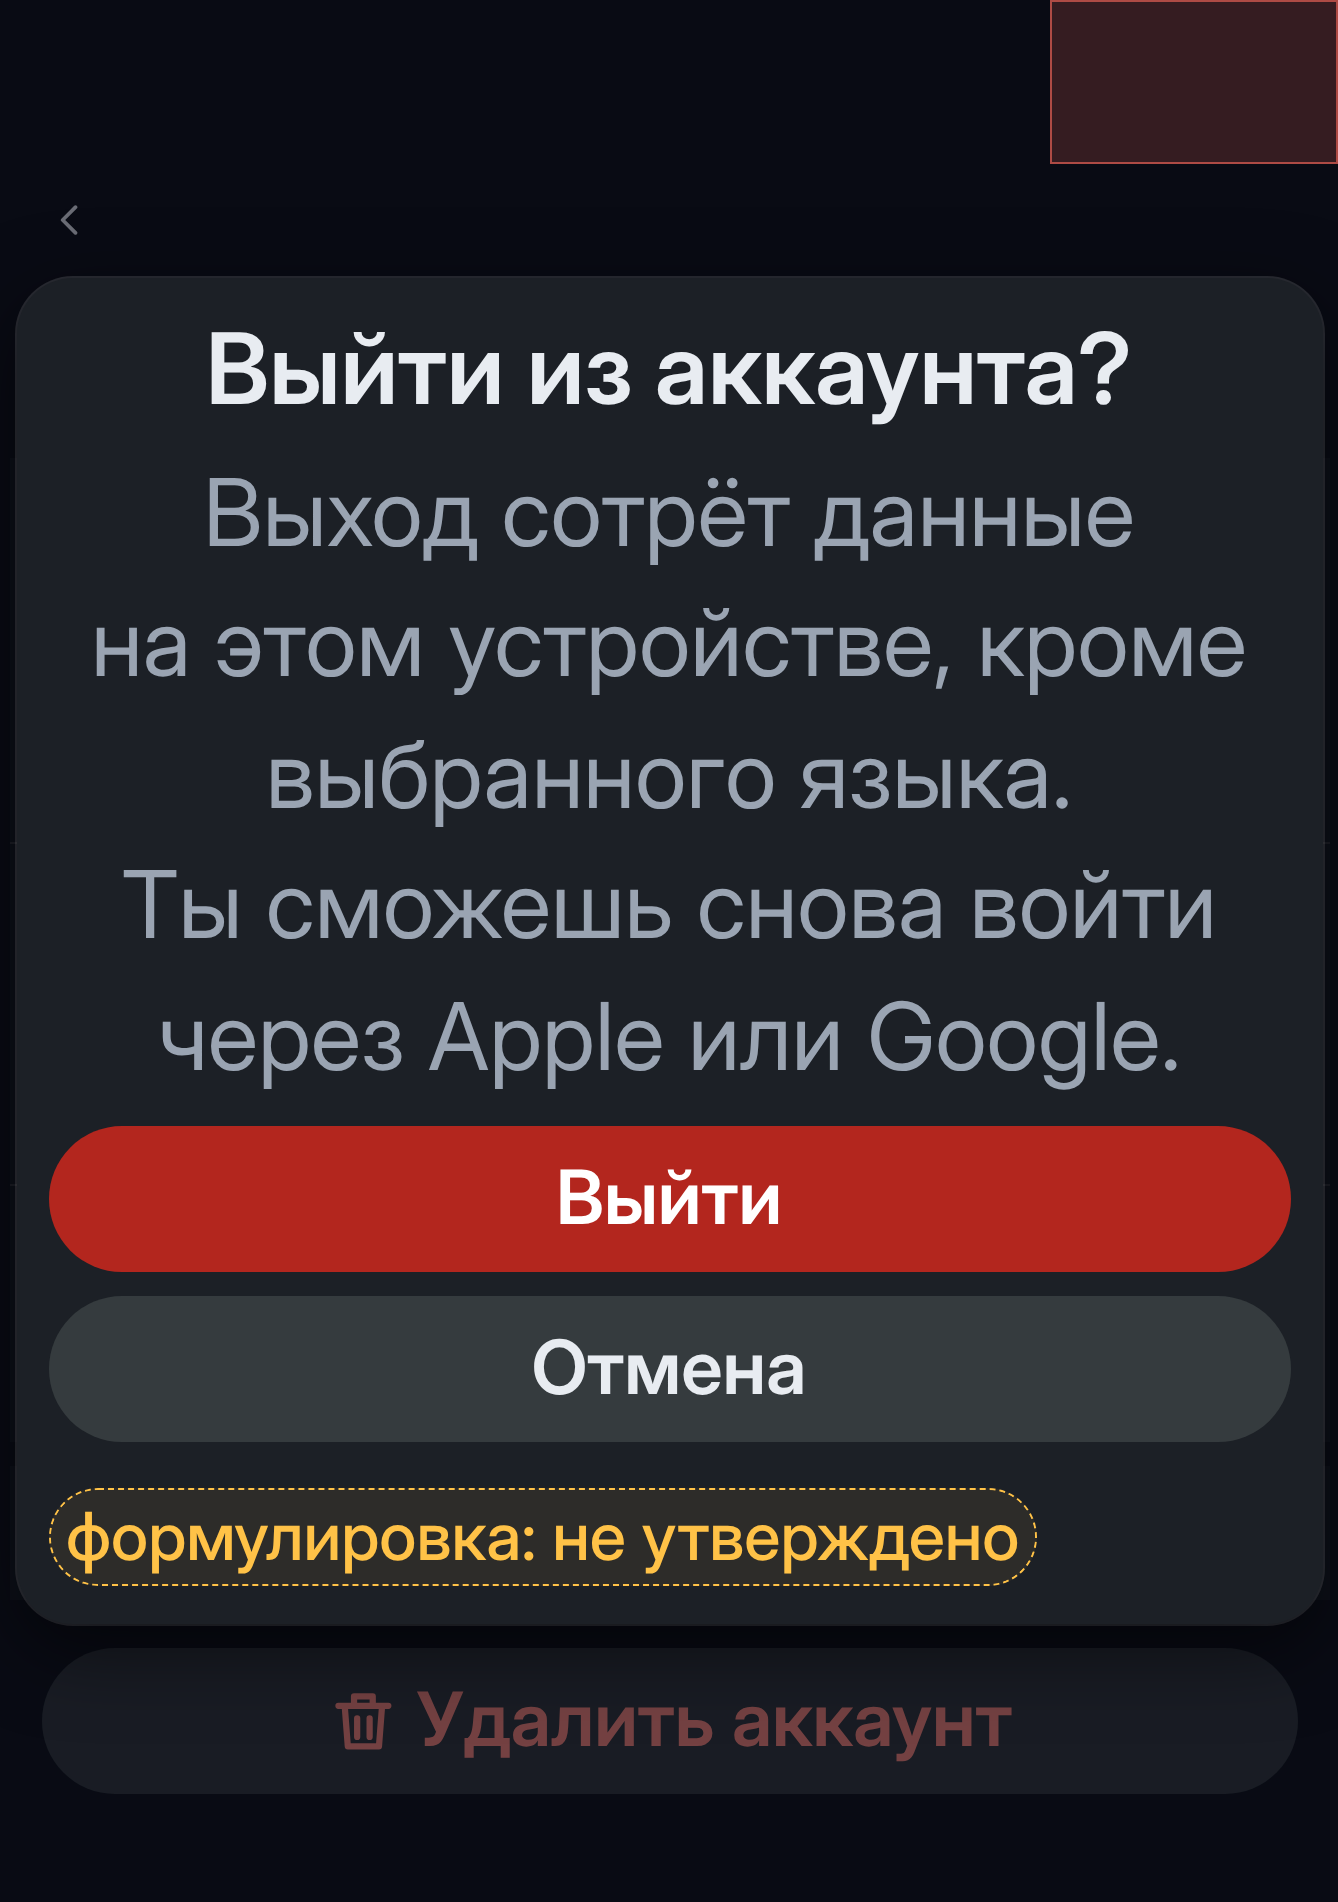 Выйти из аккаунта?
Выход сотрёт данные
на этом устройстве, кроме
выбранного языка.
Ты сможешь снова войти
через Apple или Google.
Выйти
Отмена
формулировка: не утверждено
Удалить аккаунт